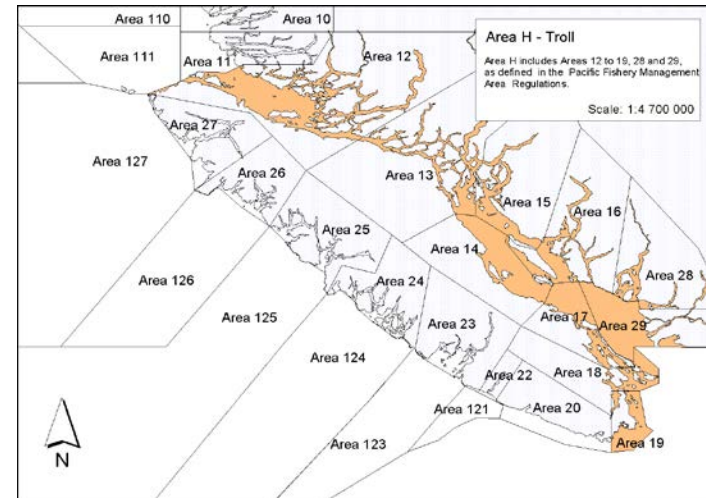 Area 110
Area 10
Area 111
Area 11
Area 12
Area H - Troll
Area H includes Areas 12 to 19, 28 and 29,
as defined in the Pacific Fishery Management
Area Regulations.
Scale: 1:4 700 000
Area 27
Area 127
Area 26
Area 13
Area 15
Area 16
Area 25
Area 14
Area 126
Area 24
Area 28
Area 125
Area 17
Area 29
Area 23
Area 124
Area 22
Area 18
Area 121
Area 20
Area 123
Area 19
N